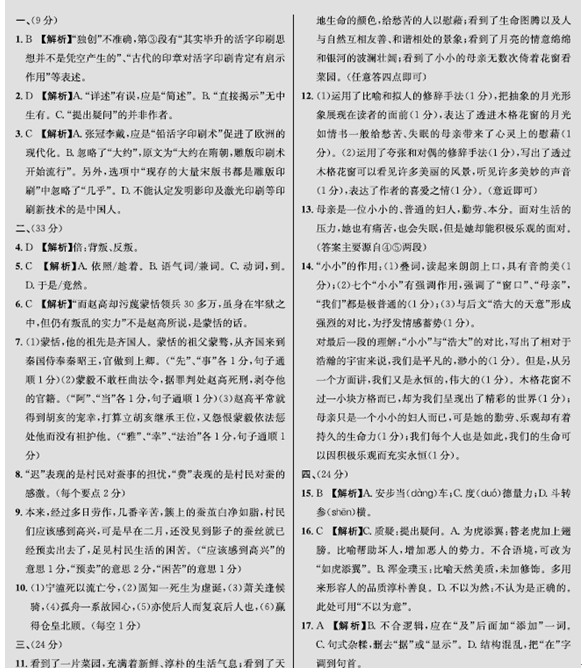 一、(9分)
1. B 【解析】“独创”不准确,第③段有“其实毕升的活字印刷思
想并不是凭空产生的”、“古代的印章对活字印刷肯定有启示
作用”等表述。
2. D 【解析】A.“详述”有误,应是“简述”。B.“直接揭示”无中
生有。C.“提出疑问”的并非作者。
3. C 【解析】A. 张冠李戴,应是“铅活字印刷术”促进了欧洲的
现代化。B. 忽略了“大约”,原文为“大约在隋朝,雕版印刷术
开始流行”。另外,选项中“现存的大量宋版书都是雕版印
刷”中忽略了“几乎”。D. 不能认定发明影印及激光印刷等印
刷新技术的是中国人。
二、(33分)
4. D 【解析】倍:背叛、反叛。
5. C 【解析】A. 依照/趁着。B. 语气词/兼词。C. 动词,到。
D. 于是/竟然。
6. C 【解析】“而赵高却污蔑蒙恬领兵30多万,虽身在牢狱之
中,但仍有叛乱的实力”不是赵高所说,是蒙恬的话。
7. (1)蒙恬,他的祖先是齐国人。蒙恬的祖父蒙骜,从齐国来到
秦国侍奉秦昭王,官做到上卿。(“先”、“事”各1分,句子通
顺1分)(2)蒙毅不敢枉曲法令,据罪判处赵高死刑,剥夺他
的官籍。(“阿”、“当”各1分,句子通顺1分)(3)赵高平常就
得到胡亥的宠幸,打算立胡亥继承王位,又怨恨蒙毅依法惩
处他而没有袒护他。(“雅”、“幸”、“法治”各1分,句子通顺1
分)
8. “迟”表现的是村民对蚕事的担忧,“费”表现的是村民对蚕的
感激。(每个要点2分)
9. 本来,经过多日劳作,几番辛苦,簇上的蚕茧白净如脂,村民
们应该感到高兴,可是早在二月,还没见到影子的蚕丝就已
经预卖出去了,足见村民生活的困苦。(“应该感到高兴”的
意思1分,“预卖”的意思2分,“困苦”的意思1分)
10. (1)宁溘死以流亡兮,(2)固知一死生为虚诞,(3)萧关逢候
骑,(4)孤舟一系故园心,(5)亦使后人而复哀后人也,(6)赢
得仓皇北顾。(每空1分)
三、(24分)
11. 看到了一片菜园,充满着新鲜、淳朴的生活气息;看到了天
地生命的颜色,给愁苦的人以慰藉;看到了生命图腾以及人
与自然互相友善、和谐相处的景象;看到了月亮的情意绵绵
和银河的波澜壮阔;看到了小小的母亲无数次倚着花窗看
菜园。(任意答四点即可)
12. (1)运用了比喻和拟人的修辞手法(1分),把抽象的月光形
象展现在读者的面前(1分),表达了透进木格花窗的月光
如情书一般给愁苦、失眠的母亲带来了心灵上的慰藉(1
分)。(2)运用了夸张和对偶的修辞手法(1分),写出了透过
木格花窗可以看见许多美丽的风景,听见许多美妙的声音
(1分),表达了作者的喜爱之情(1分)。(意近即可)
13. 母亲是一位小小的、普通的妇人,勤劳、本分。面对生活的
压力,她也有痛苦,也会失眠,但是她却能积极乐观的面对。
(答案主要源自④⑤两段)
14. “小小”的作用:(1)叠词,读起来朗朗上口,具有音韵美(1
分);(2)七个“小小”有强调作用,强调了“窗口”、“母亲”,
“我们”都是极普通的(1分);(3)与后文“浩大的天意”形成
强烈的对比,为抒发情感蓄势(1分)。
对最后一段的理解:“小小”与“浩大”的对比,写出了相对于
浩瀚的宇宙来说,我们是平凡的,渺小的(1分)。但是,从另
一个方面讲,我们又是永恒的,伟大的(1分)。木格花窗不
过一小块方格而已,却为我们呈现出了精彩的世界(1分);
母亲只是一个小小的妇人而已,可是她的勤劳、乐观却有着
持久的生命力(1分);我们每个人也是如此,我们的生命可
以因积极乐观而充实永恒(1分)。
四、(24分)
15. B 【解析】A. 安步当(dàng)车;C. 度(duó)德量力;D. 斗转
参(shēn)横。
16. C 【解析】C. 质疑:提出疑问。A. 为虎添翼:替老虎加上翅
膀。比喻帮助坏人,增加恶人的势力。不合语境,可改为
“如虎添翼”。B. 浑金璞玉:比喻天然美质,未加修饰。多用
来形容人的品质淳朴善良。D. 不以为然:不认为是正确的。
此处可用“不以为意”。
17. A 【解析】B. 不合逻辑,应在“及”后面加“添加”一词。
C. 句式杂糅,删去“据”或“显示”。D. 结构混乱,把“在”字
调到句首。